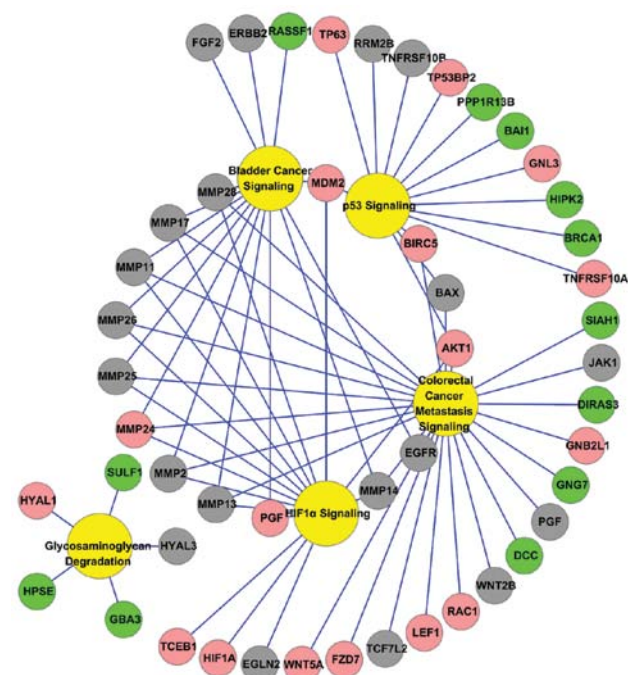 FGF2
ERBB2
RASSF1
TP63
RRM2B
TNFRSF10B
TP53BP2
PPP1R13B
BAI1
GNL3
HIPK2
BRCA1
TNFRSF10A
Bladder Cancer
Signaling
MDM2
p53 Signaling
MMP28
MMP17
MMP11
MMP26
MMP25
MMP24
MMP2
MMP13
BIRC5
BAX
AKT1
SIAH1
JAK1
DIRAS3
GNB2L1
GNG7
PGF
DCC
WNT2B
RAC1
LEF1
TCF7L2
FZD7
WNT5A
EGLN2
HIF1A
TCEB1
Colorectal
Cancer
Metastasis
Signaling
EGFR
MMP14
PGF
HIF1α Signaling
SULF1
HYAL1
Glycosaminoglycan
Degradation
HYAL3
HPSE
GBA3